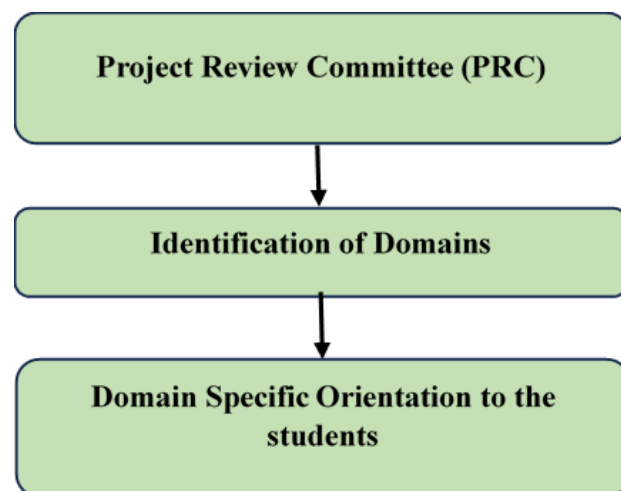 Project Review Committee (PRC)
Identification of Domains
Domain Specific Orientation to the
students